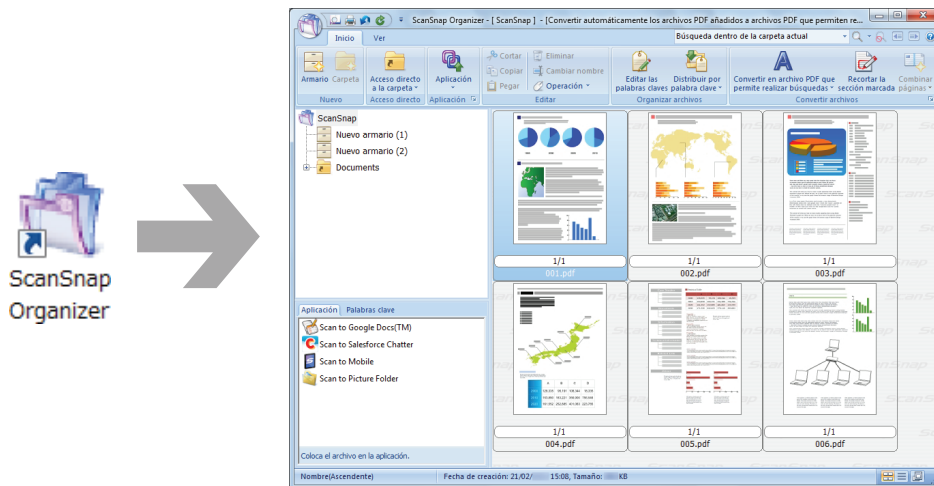 ScanSnap
Organizer
ScanSnap Organizer - [ ScanSnap ] - [Convertir automáticamente los archivos PDF añadidos a archivos PDF que permiten re...
Inicio Ver
Búsqueda dentro de la carpeta actual
Armario Carpeta
Nuevo
Acceso directo
a la carpeta
Acceso directo
Aplicación
Aplicación
Cortar
Copiar
Pegar
Eliminar
Cambiar nombre
Operación
Editar
Editar las
palabras claves
Distribuir por
palabra clave
Organizar archivos
Convertir en archivo PDF que
permite realizar búsquedas
Recortar la
sección marcada
Combinar
páginas
Convertir archivos
ScanSnap
Nuevo armario (1)
Nuevo armario (2)
Documents
1/1
001.pdf
1/1
002.pdf
1/1
003.pdf
1/1
004.pdf
1/1
005.pdf
1/1
006.pdf
Aplicación Palabras clave
Scan to Google Docs(TM)
Scan to Salesforce Chatter
Scan to Mobile
Scan to Picture Folder
Coloca el archivo en la aplicación.
Nombre(Ascendente)
Fecha de creación: 21/02/ 15:08, Tamaño: KB